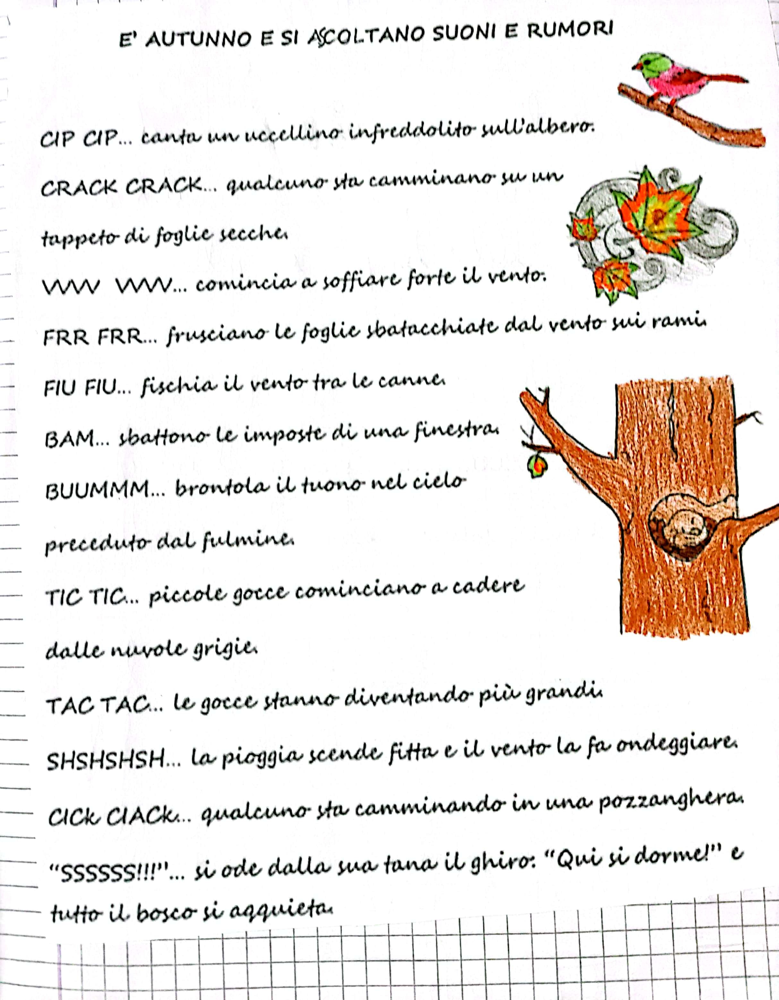 E' AUTUNNO E SI ASCOLTANO SUONI E RUMORI
CIP CIP... canta un uccellino infreddolito sull'albero.
CRACK CRACK... qualcuno sta camminano su un
tappeto di foglie secche.
VVVV VVVV... comincia a soffiare forte il vento.
FRR FRR... frusciano le foglie sbatacchiate dal vento sui rami.
FIU FIU... fischia il vento tra le canne.
BAM... sbattono le imposte di una finestra.
BUUMMM... brontola il tuono nel cielo
preceduto dal fulmine.
TIC TIC... piccole gocce cominciano a cadere
dalle nuvole grigie.
TAC TAC... le gocce stanno diventando più grandi.
SHSHSHSH... la pioggia scende fitta e il vento la fa ondeggiare.
CICk CIACk... qualcuno sta camminando in una pozzanghera.
“SSSSSS!!!”... si ode dalla sua tana il ghiro: “Qui si dorme!” e
tutto il bosco si aqquieta.